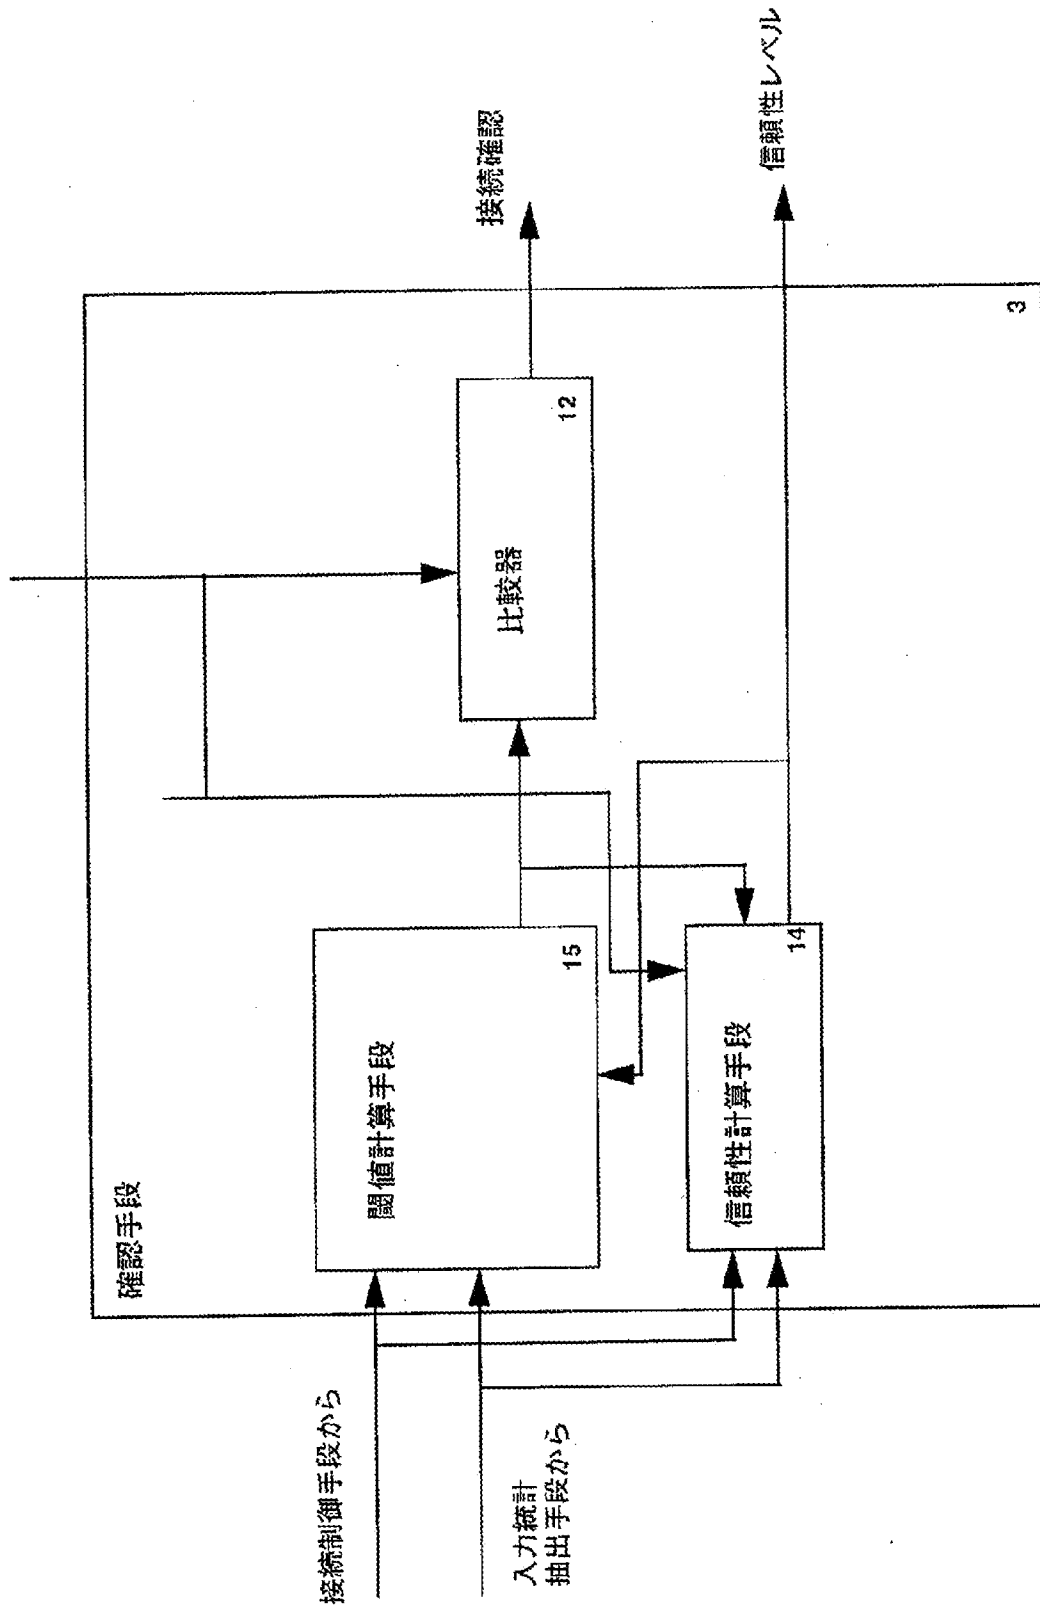 確認手段
接続制御手段から
入力統計
抽出手段から
閾値計算手段
15
信頼性計算手段
14
比較器
12
接続確認
信頼性レベル
3